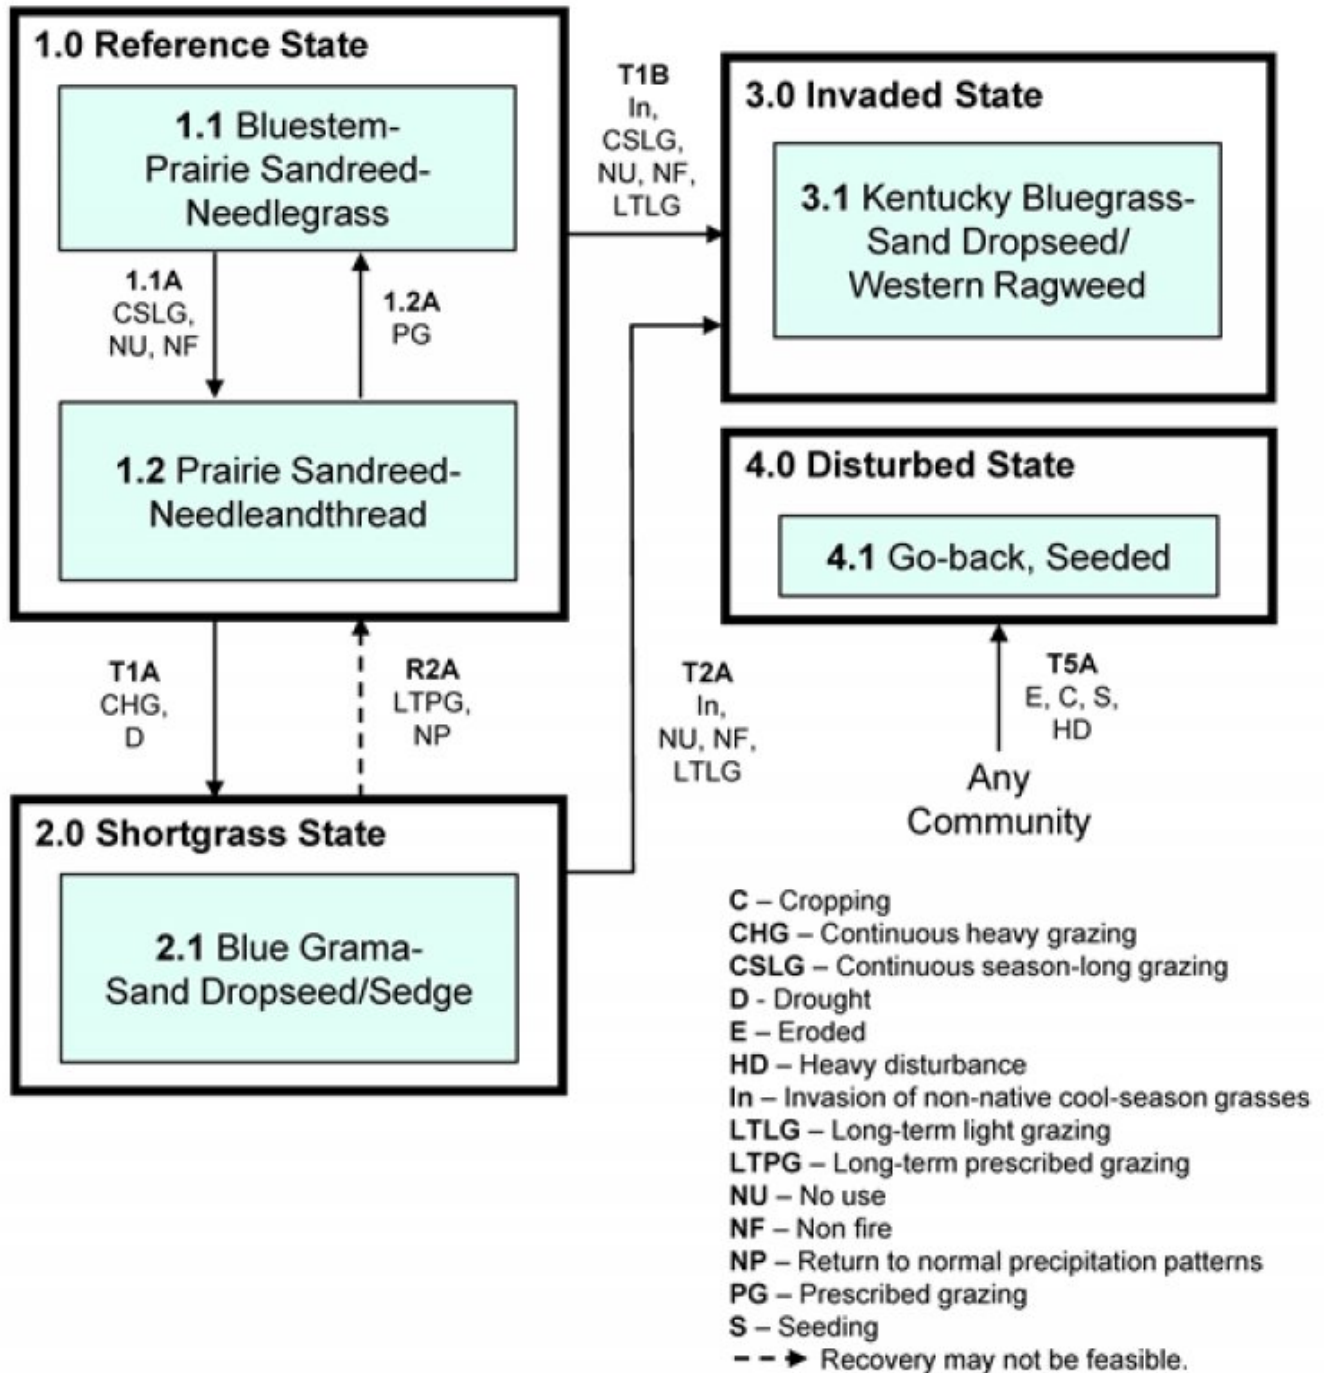 1.0 Reference State
1.1 Bluestem-
Prairie Sandreed-
Needlegrass
1.1A
CSLG,
NU, NF
1.2A
PG
1.2 Prairie Sandreed-
Needleandthread
T1B
In,
CSLG,
NU, NF,
LTLG
3.0 Invaded State
3.1 Kentucky Bluegrass-
Sand Dropseed/
Western Ragweed
4.0 Disturbed State
4.1 Go-back, Seeded
T1A
CHG,
D
R2A
LTPG,
NP
T2A
In,
NU, NF,
LTLG
T5A
E, C, S,
HD
Any
Community
2.0 Shortgrass State
2.1 Blue Grama-
Sand Dropseed/Sedge
C – Cropping
CHG – Continuous heavy grazing
CSLG – Continuous season-long grazing
D - Drought
E – Eroded
HD – Heavy disturbance
In – Invasion of non-native cool-season grasses
LTLG – Long-term light grazing
LTPG – Long-term prescribed grazing
NU – No use
NF – Non fire
NP – Return to normal precipitation patterns
PG – Prescribed grazing
S – Seeding
Recovery may not be feasible.